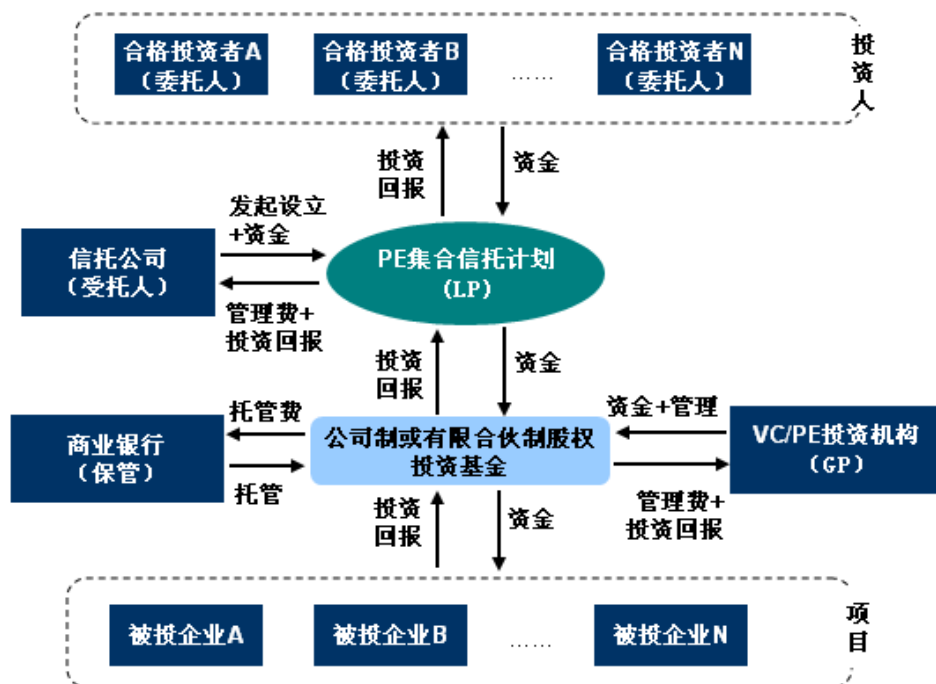 合格投资者A
（委托人）
合格投资者B
（委托人）
……
合格投资者N
（委托人）
投
资
人
投资
回报
资金
发起设立
+资金
信托公司
（受托人）
PE集合信托计划
(LP)
管理费+
投资回报
投资
回报
资金
托管费
资金+管理
商业银行
（保管）
公司制或有限合伙制股权
投资基金
VC/PE投资机构
(GP)
托管
投资
回报
资金
管理费+
投资回报
被投企业A
被投企业B
……
被投企业N
项
目